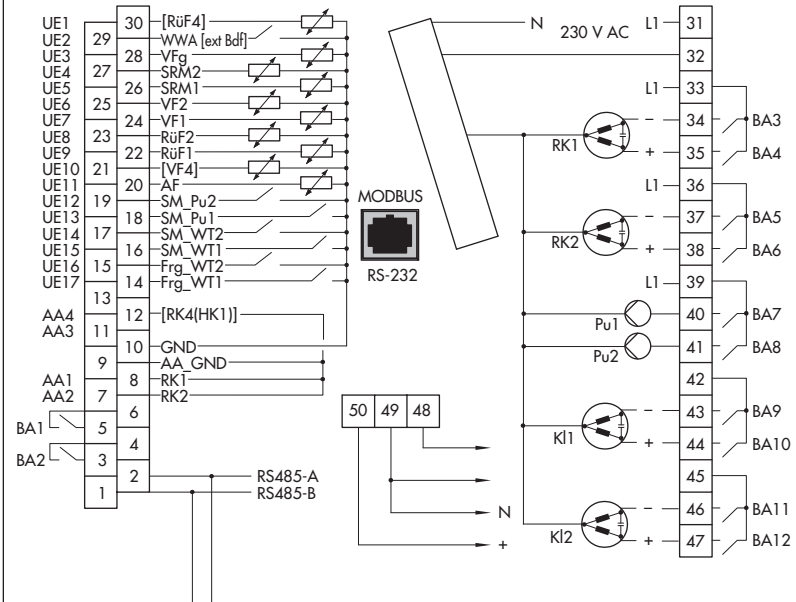 UE1 30 [RüF4]
UE2 29 WWA [ext Bdf]
UE3 28 VFg
UE4 27 SRM2
UE5 26 SRM1
UE6 25 VF2
UE7 24 VF1
UE8 23 RüF2
UE9 22 RüF1
UE10 21 [VF4]
UE11 20 AF
UE12 19 SM_Pu2
UE13 18 SM_Pu1
UE14 17 SM_WT2
UE15 16 SM_WT1
UE16 15 Frg_WT2
UE17 14 Frg_WT1
13
AA4 12 [RK4(HK1)]
AA3 11
10 GND
9 AA_GND
AA1 8 RK1
AA2 7 RK2
6
BA1 5
4
BA2 3
2 RS485-A
1 RS485-B
MODBUS
RS-232
50 49 48
N
+
N 230 V AC L1 31
32
L1 33
RK1 − 34 BA3
+ 35 BA4
L1 36
RK2 − 37 BA5
+ 38 BA6
L1 39
Pu1 40 BA7
Pu2 41 BA8
42
Kl1 − 43 BA9
+ 44 BA10
45
Kl2 − 46 BA11
+ 47 BA12